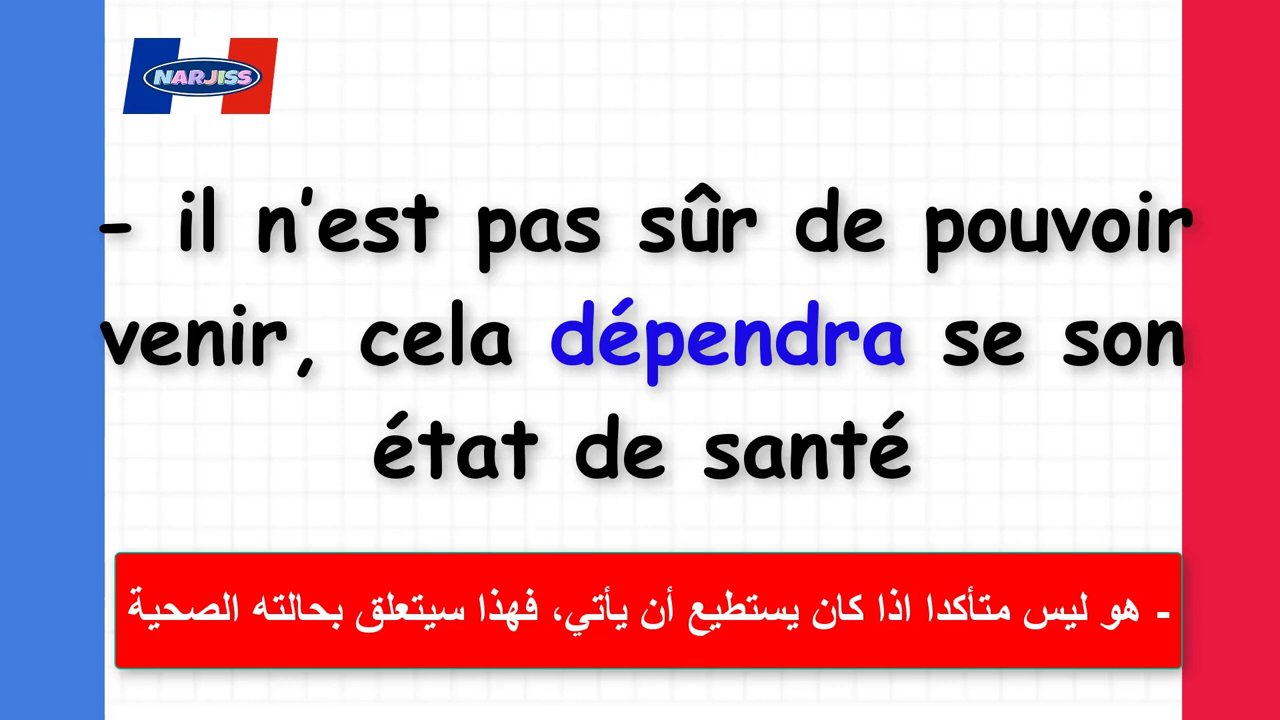 NARJISS
- il n’est pas sûr de pouvoir
venir, cela dépendra se son
état de santé
- هو ليس متأكدا اذا كان يستطيع أن يأتي، فهذا سيتعلق بحالته الصحية